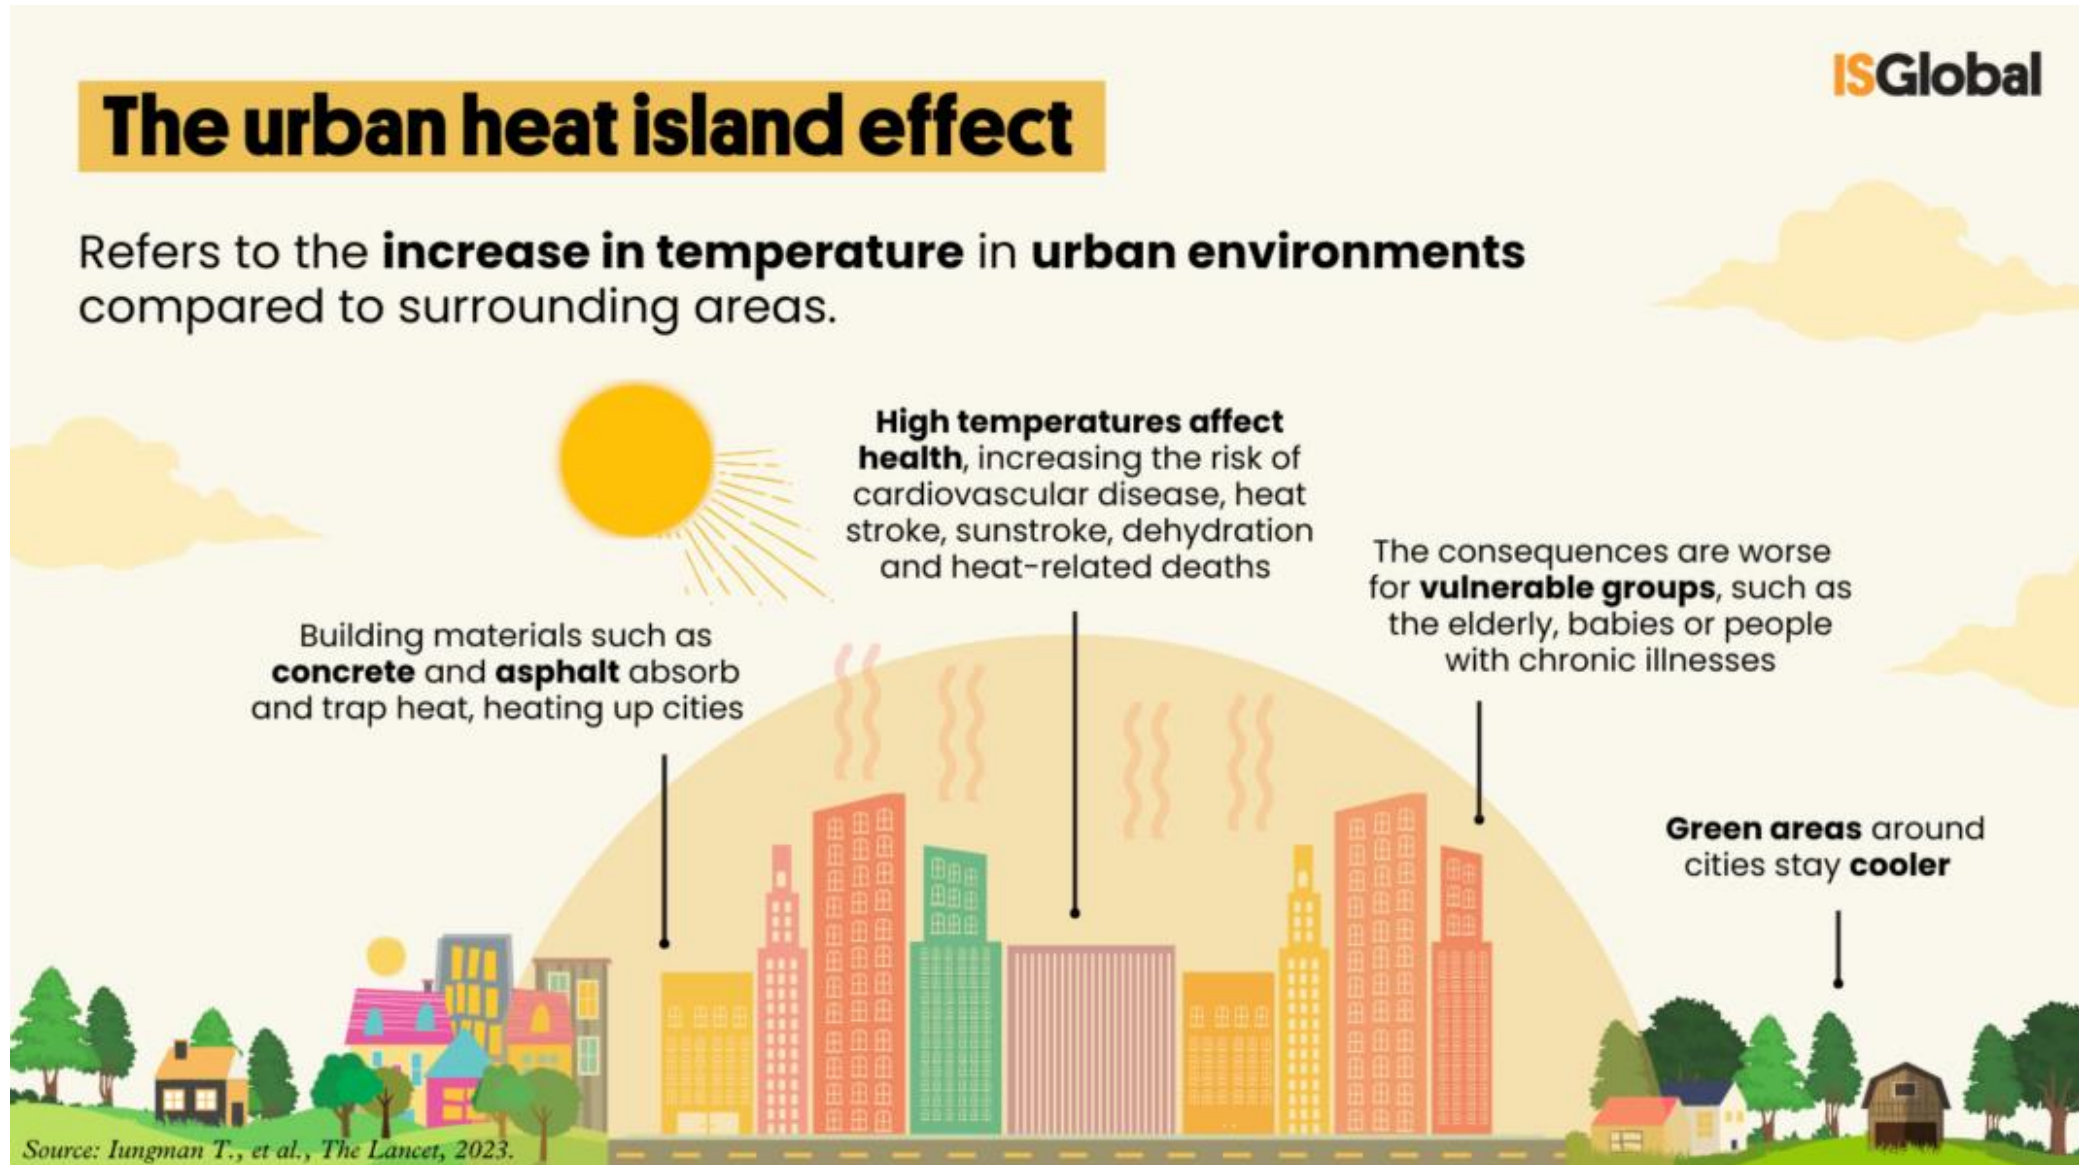 ISGlobal
The urban heat island effect
Refers to the increase in temperature in urban environments
compared to surrounding areas.
High temperatures affect
health, increasing the risk of
cardiovascular disease, heat
stroke, sunstroke, dehydration
and heat-related deaths
The consequences are worse
for vulnerable groups, such as
the elderly, babies or people
with chronic illnesses
Building materials such as
concrete and asphalt absorb
and trap heat, heating up cities
Green areas around
cities stay cooler
Source: Iungman T., et al., The Lancet, 2023.